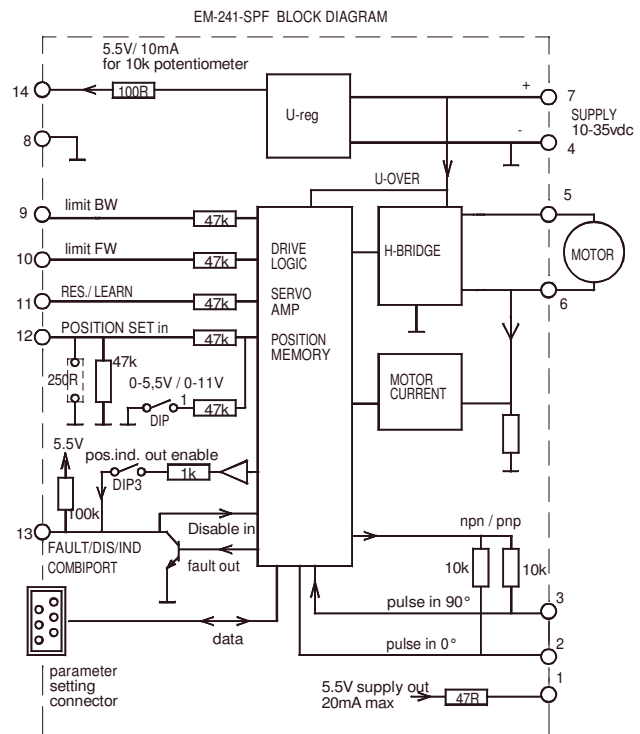 EM-241-SPF BLOCK DIAGRAM
5.5V/ 10mA
for 10k potentiometer
14
100R
U-reg
+
7
SUPPLY
10-35vdc
8
-
4
U-OVER
5
9
limit BW
47k
DRIVE
LOGIC
H-BRIDGE
MOTOR
10
limit FW
47k
11
RES./ LEARN
47k
SERVO
AMP
6
12
POSITION SET in
47k
POSITION
MEMORY
250R
47k
0-5,5V / 0-11V
1
DIP
47k
MOTOR
CURRENT
5.5V
pos.ind. out enable
DIP3
1k
100k
13
FAULT/DIS/IND
COMBIPORT
Disable in
fault out
npn / pnp
10k
10k
pulse in 90°
3
data
pulse in 0°
2
parameter
setting
connector
5.5V supply out
20mA max
47R
1